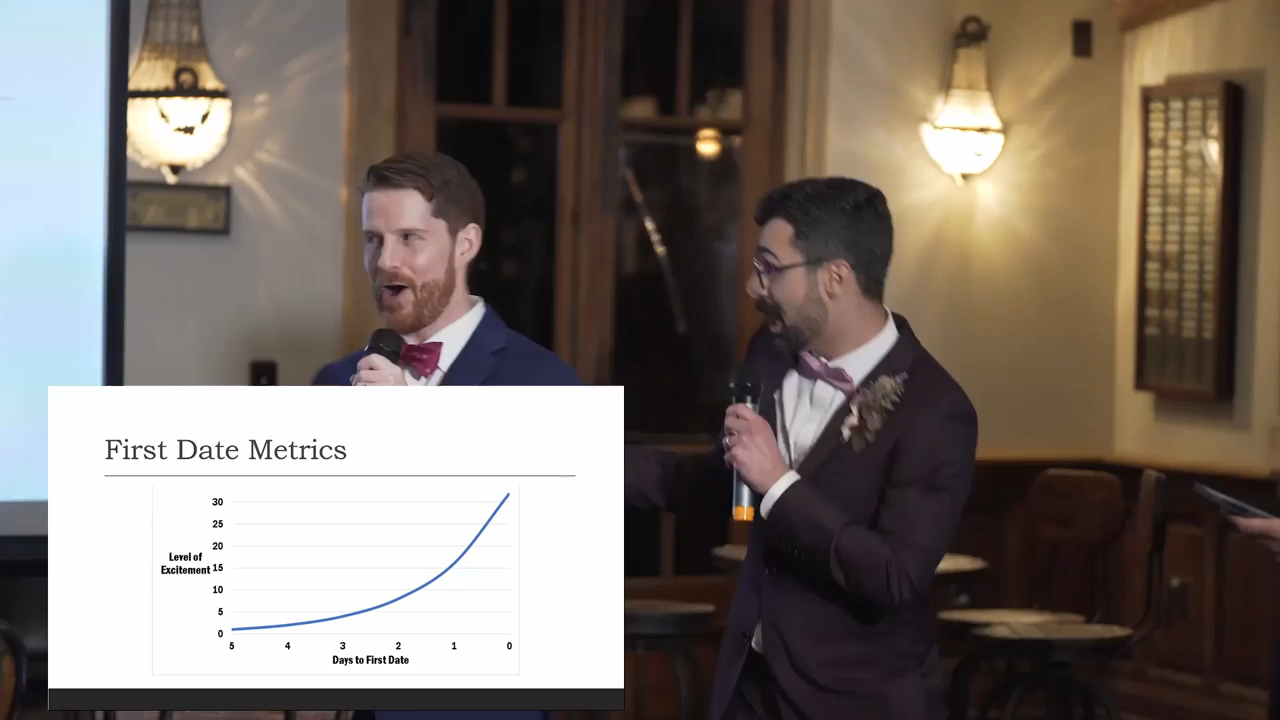 First Date Metrics
30
25
20
Level of
Excitement
15
10
5
0
5 4 3 2 1 0
Days to First Date